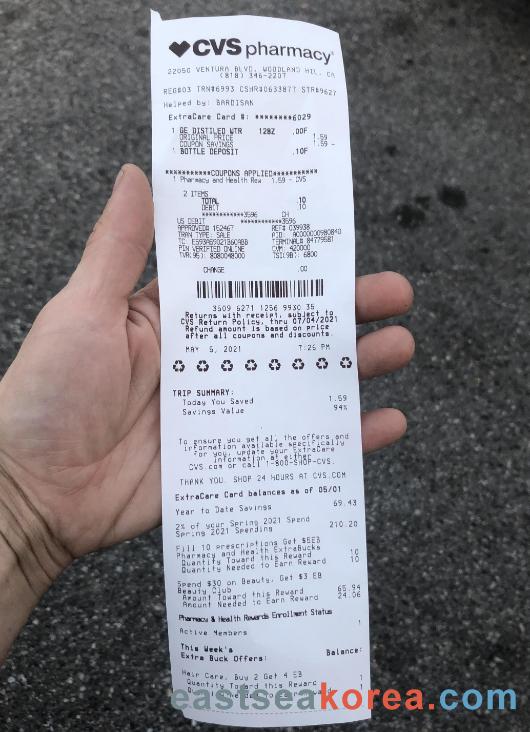 CVS pharmacy®
22050 VENTURA BLVD, WOODLAND HIL, CA
(818) 346-2207
REG#03 TRN#6993 CSHR#0633877 STR#9627
Helped by: BARDISAK
ExtraCare Card #: ********6029
1 GE DISTILED WTR 128Z .00F
ORIGINAL PRICE 1.59
COUPON SAVINGS 1.59 -
1 BOTTLE DEPOSIT .10F
COUPONS APPLIED
1 Pharmacy and Health Rew 1.59 - CVS
2 ITEMS
TOTAL .10
DEBIT .10
************3596 CH
US DEBIT ************3596
APPROVED# 152467 REF# 039938
TRAN TYPE: SALE AID:
TC: TERMINAL# 84779581
PIN VERIFIED ONLINE CVM: 420000
TVR(95): 8080048000 TSI(9B): 6800
CHANGE .00
3509 6271 1256 9930 35
Returns with receipt, subject to
CVS Return Policy, thru 07/04/2021
Refund amount is based on price
after all coupons and discounts.
MAY 5, 2021 7:25 PM
TRIP SUMMARY:
Today You Saved 1.59
Savings Value 94%
To ensure you get all the offers and
information available specifically
for you, update your ExtraCare
information at either
CVS.com or call 1-800-SHOP-CVS.
THANK YOU. SHOP 24 HOURS AT CVS.COM
ExtraCare Card balances as of 05/01
Year to Date Savings 69.43
2% of your Spring 2021 Spend
Spring 2021 Spending 210.20
Fill 10 prescriptions Get $5EB
Pharmacy and Health ExtraBucks
Quantity Toward this Reward 10
Quantity Needed to Earn Reward 10
Spend $30 on Beauty, Get $3 EB
Beauty Club
Amount Toward this Reward 65.94
Amount Needed to Earn Reward 24.06
Pharmacy & Health Rewards Enrollment Status
Active Members 1
This Week's
Extra Buck Offers: Balance:
Hair Care, Buy 2 Get 4 EB
Quantity Toward this Reward 1
eastseakorea.com